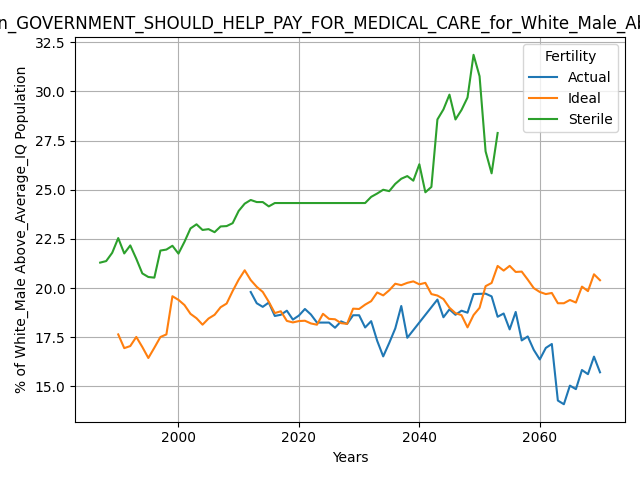 n_GOVERNMENT_SHOULD_HELP_PAY_FOR_MEDICAL_CARE_for_White_Male_Ab
32.5
30.0
27.5
25.0
22.5
20.0
17.5
15.0
% of White_Male Above_Average_IQ Population
Fertility
Actual
Ideal
Sterile
2000
2020
2040
2060
Years